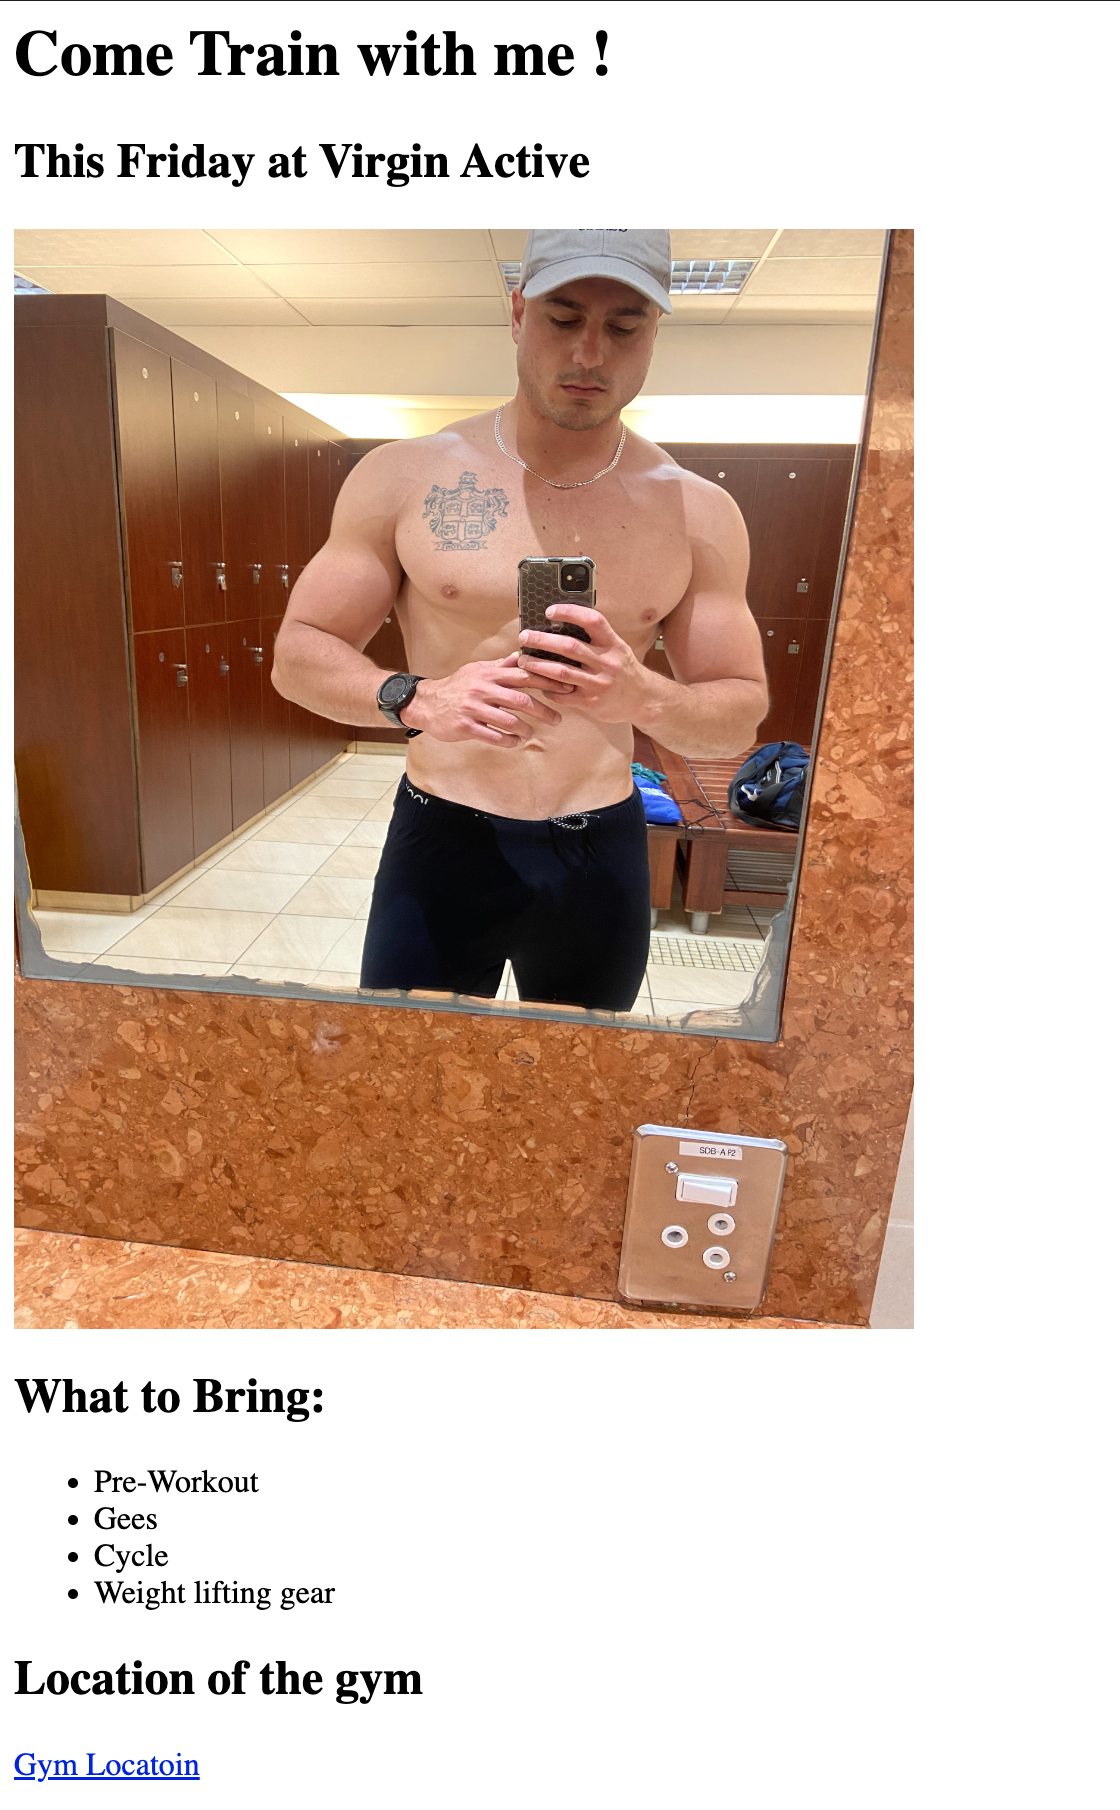 Come Train with me !
This Friday at Virgin Active
SDB-A P2
What to Bring:
Pre-Workout
Gees
Cycle
Weight lifting gear
Location of the gym
Gym Locatoin